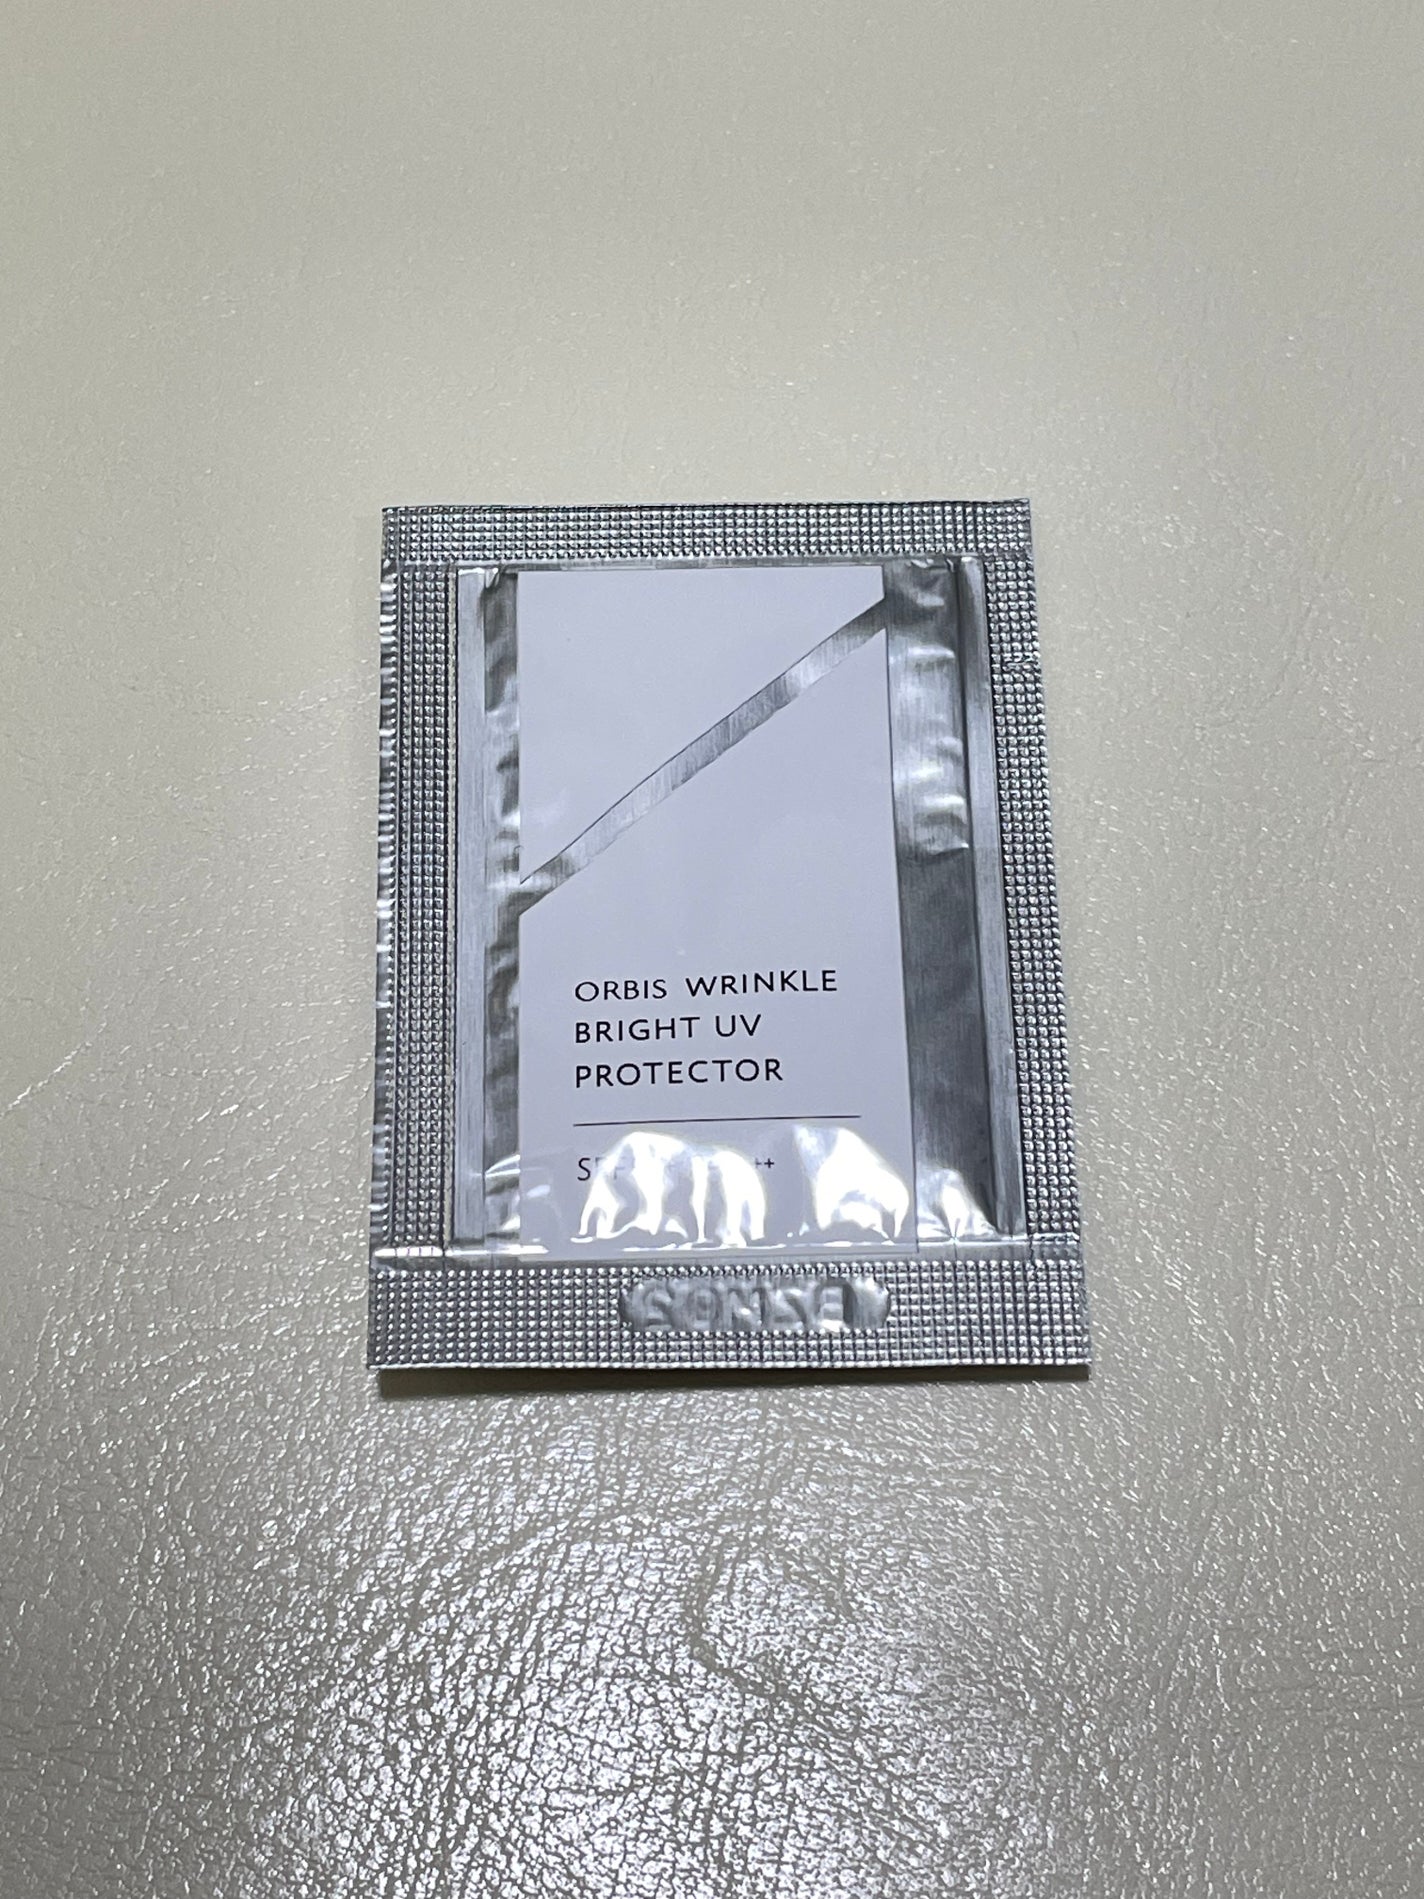 ORBIS WRINKLE
BRIGHT UV
PROTECTOR